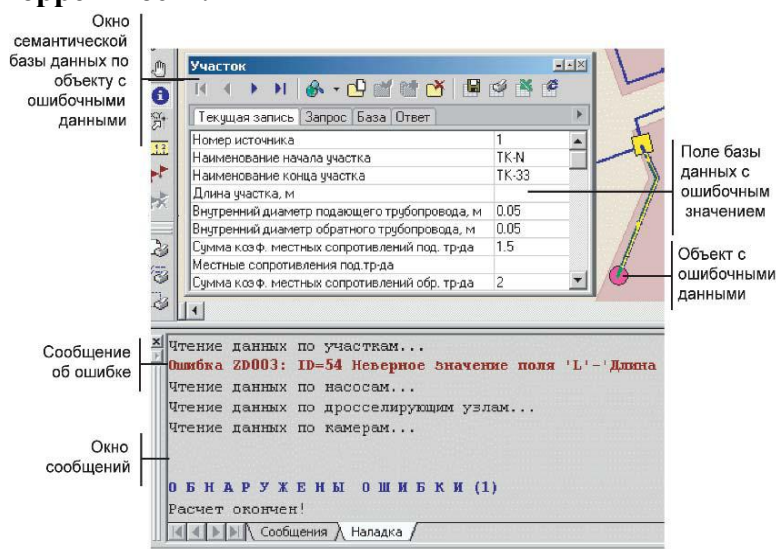 Окно
семантической
базы данных по
объекту с
ошибочными
данными
Участок
Текущая запись Запрос База Ответ
Номер источника 1
Наименование начала участка ТК-N
Наименование конца участка ТК-33
Длина участка, м
Внутренний диаметр подающего трубопровода, м 0.05
Внутренний диаметр обратного трубопровода, м 0.05
Сумма коэф. местных сопротивлений под. тр-да 1.5
Местные сопротивления под.тр-да
Сумма коэф. местных сопротивлений обр. тр-да 2
Поле базы
данных с
ошибочным
значением
Объект с
ошибочными
данными
Сообщение
об ошибке
Чтение данных по участкам...
Ошибка ZD003: ID=54 Неверное значение поля 'L'-'Длина
Чтение данных по насосам...
Чтение данных по дросселирующим узлам...
Чтение данных по камерам...
Окно
сообщений
О Б Н А Р У Ж Е Н Ы О Ш И Б К И (1)
Расчет окончен!
Сообщения Наладка